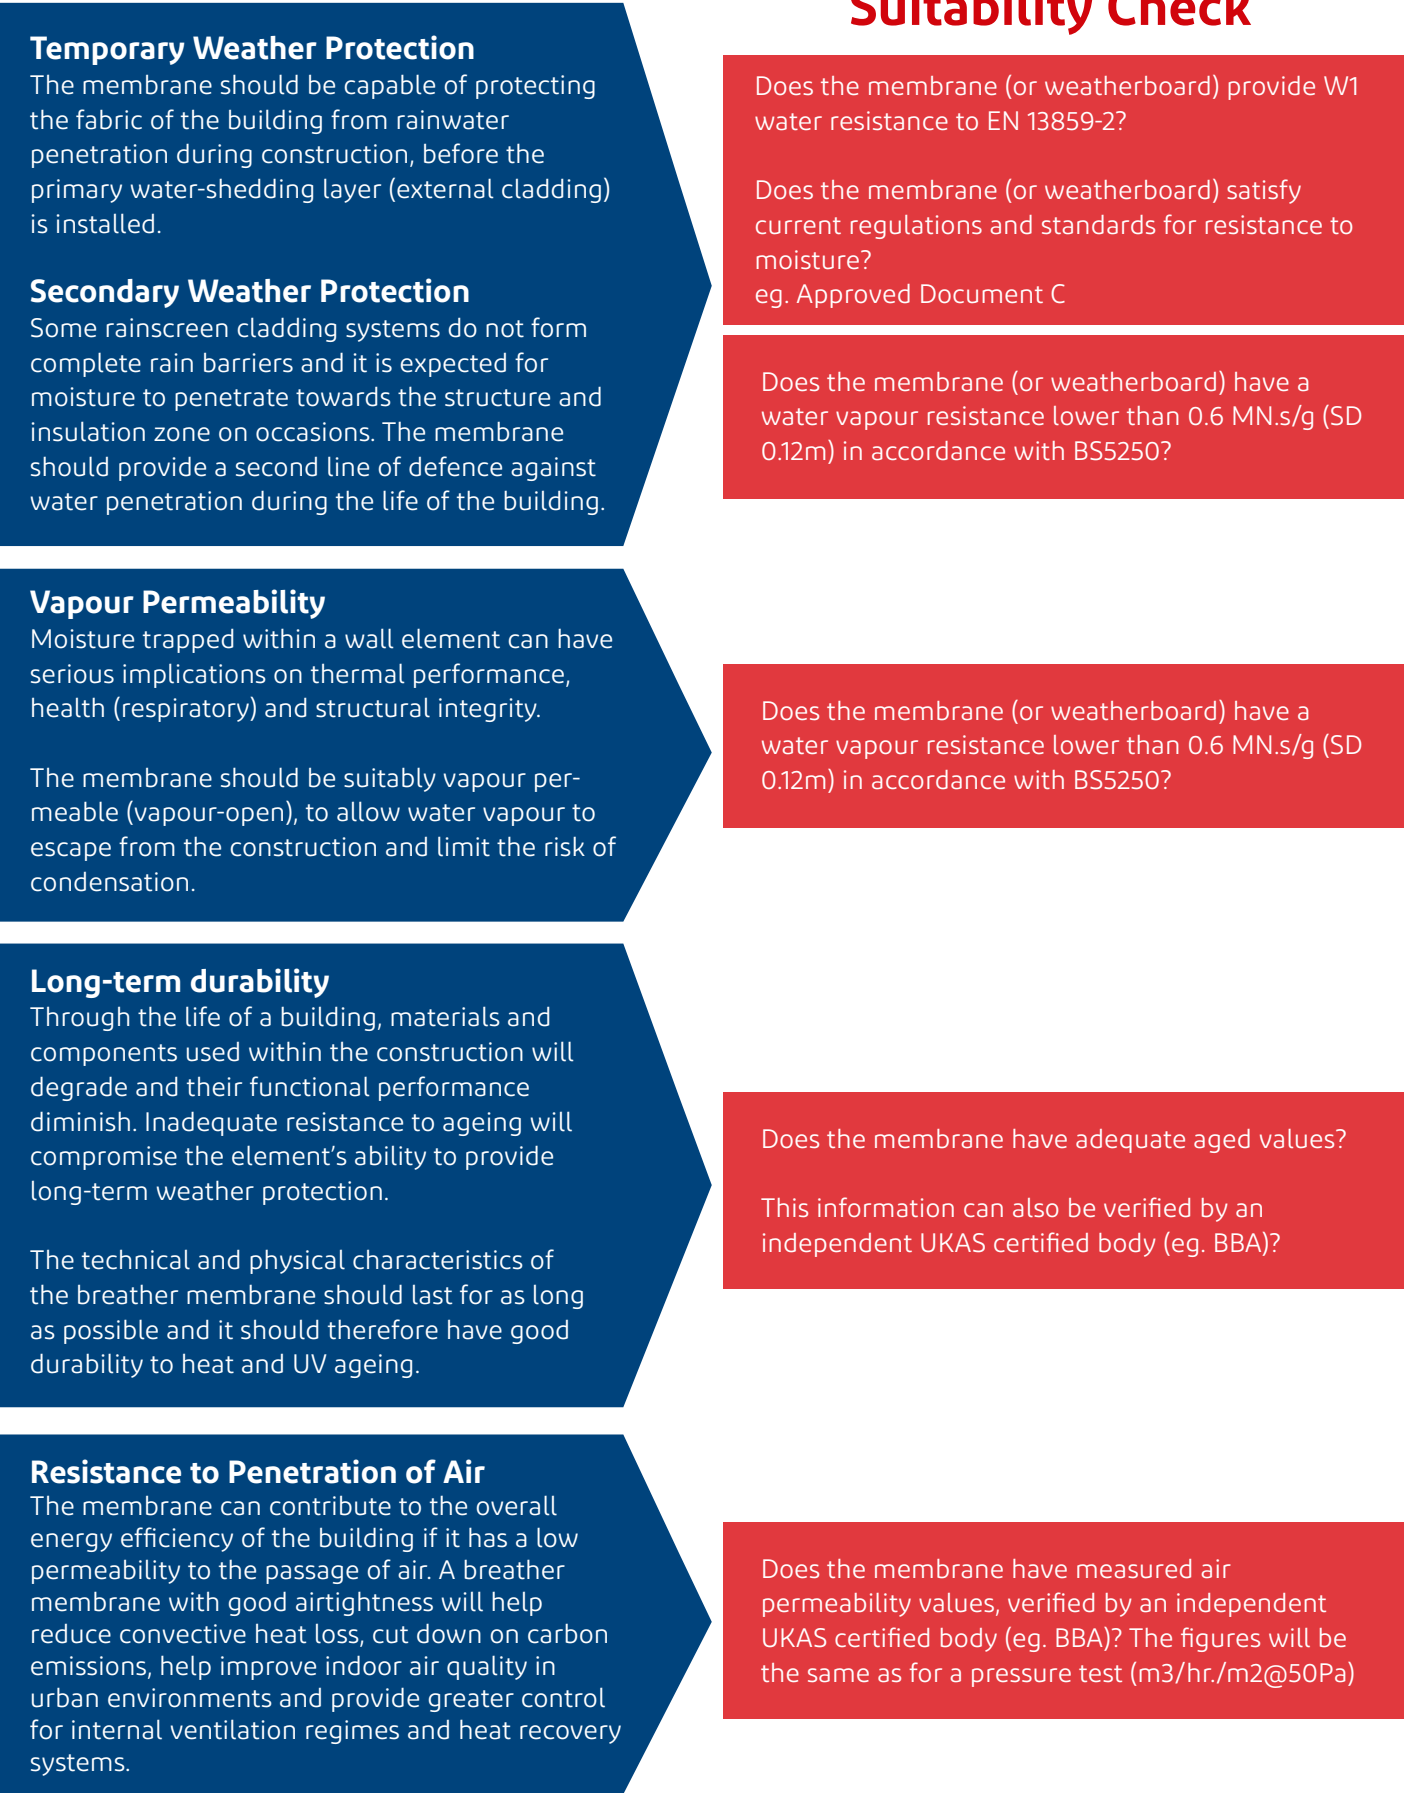 Suitability Check
Temporary Weather Protection
The membrane should be capable of protecting
the fabric of the building from rainwater
penetration during construction, before the
primary water-shedding layer (external cladding)
is installed.
Secondary Weather Protection
Some rainscreen cladding systems do not form
complete rain barriers and it is expected for
moisture to penetrate towards the structure and
insulation zone on occasions. The membrane
should provide a second line of defence against
water penetration during the life of the building.
Does the membrane (or weatherboard) provide W1
water resistance to EN 13859-2?
Does the membrane (or weatherboard) satisfy
current regulations and standards for resistance to
moisture?
eg. Approved Document C
Does the membrane (or weatherboard) have a
water vapour resistance lower than 0.6 MN.s/g (SD
0.12m) in accordance with BS5250?
Vapour Permeability
Moisture trapped within a wall element can have
serious implications on thermal performance,
health (respiratory) and structural integrity.
The membrane should be suitably vapour per-
meable (vapour-open), to allow water vapour to
escape from the construction and limit the risk of
condensation.
Does the membrane (or weatherboard) have a
water vapour resistance lower than 0.6 MN.s/g (SD
0.12m) in accordance with BS5250?
Long-term durability
Through the life of a building, materials and
components used within the construction will
degrade and their functional performance
diminish. Inadequate resistance to ageing will
compromise the element’s ability to provide
long-term weather protection.
The technical and physical characteristics of
the breather membrane should last for as long
as possible and it should therefore have good
durability to heat and UV ageing.
Does the membrane have adequate aged values?
This information can also be verified by an
independent UKAS certified body (eg. BBA)?
Resistance to Penetration of Air
The membrane can contribute to the overall
energy efficiency of the building if it has a low
permeability to the passage of air. A breather
membrane with good airtightness will help
reduce convective heat loss, cut down on carbon
emissions, help improve indoor air quality in
urban environments and provide greater control
for internal ventilation regimes and heat recovery
systems.
Does the membrane have measured air
permeability values, verified by an independent
UKAS certified body (eg. BBA)? The figures will be
the same as for a pressure test (m3/hr./m2@50Pa)